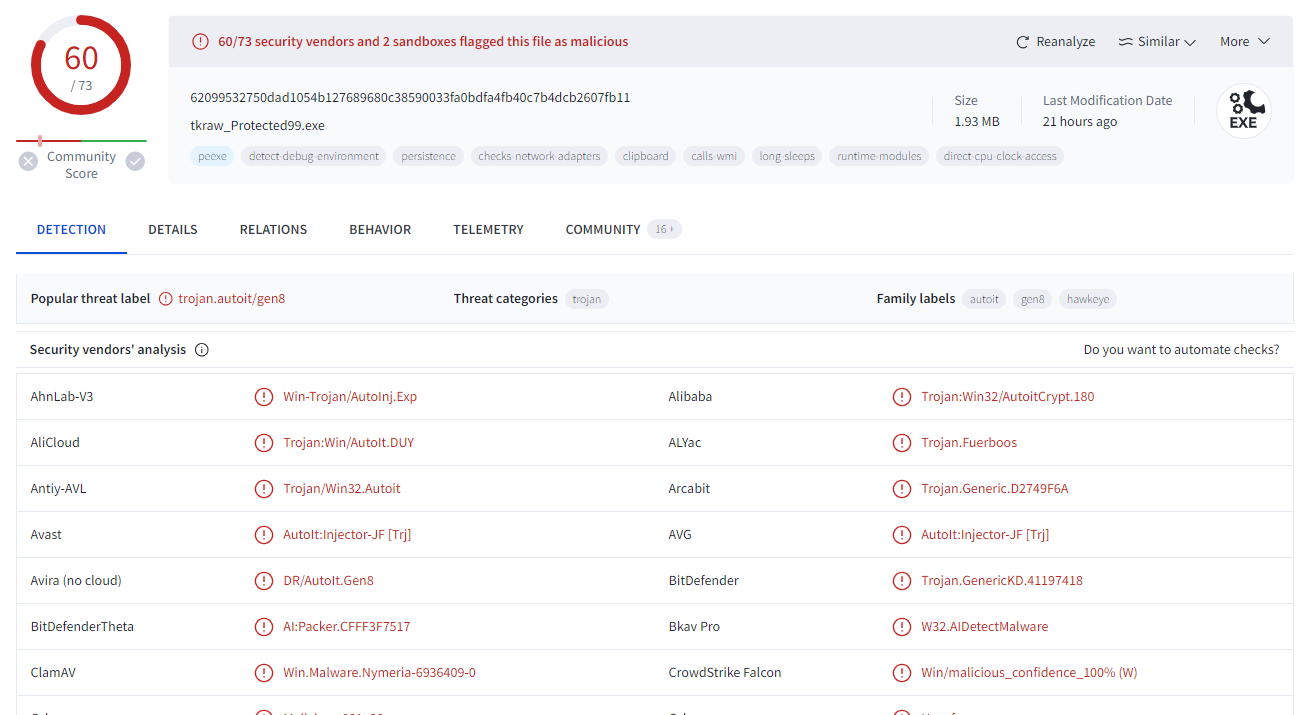 60
/ 73
Community
Score
60/73 security vendors and 2 sandboxes flagged this file as malicious
Reanalyze Similar More
62099532750dad1054b127689680c38590033fa0bdfa4fb40c7b4dcb2607fb11
tkraw_Protected99.exe
Size
1.93 MB
Last Modification Date
21 hours ago
EXE
peexe detect-debug-environment persistence checks-network-adapters clipboard calls-wmi long-sleeps runtime-modules direct-cpu-clock-access
DETECTION DETAILS RELATIONS BEHAVIOR TELEMETRY COMMUNITY 16 +
Popular threat label trojan.autoit/gen8 Threat categories trojan Family labels autoit gen8 hawkeye
Security vendors' analysis Do you want to automate checks?
AhnLab-V3 Win-Trojan/AutoInj.Exp Alibaba Trojan:Win32/AutoitCrypt.180
AliCloud Trojan:Win/AutoIt.DUY ALYac Trojan.Fuerboos
Antiy-AVL Trojan/Win32.Autoit Arcabit Trojan.Generic.D2749F6A
Avast AutoIt:Injector-JF [Trj] AVG AutoIt:Injector-JF [Trj]
Avira (no cloud) DR/AutoIt.Gen8 BitDefender Trojan.GenericKD.41197418
BitDefenderTheta AI:Packer.CFFF3F7517 Bkav Pro W32.AIDetectMalware
ClamAV Win.Malware.Nymeria-6936409-0 CrowdStrike Falcon Win/malicious_confidence_100% (W)